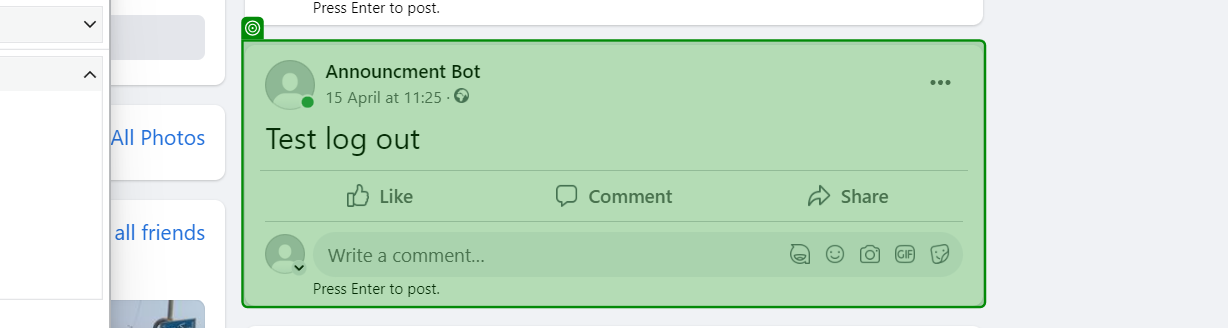 Press Enter to post.
Announcment Bot
15 April at 11:25 ·
Test log out
Like
Comment
Share
Write a comment...
GIF
Press Enter to post.
All Photos
all friends